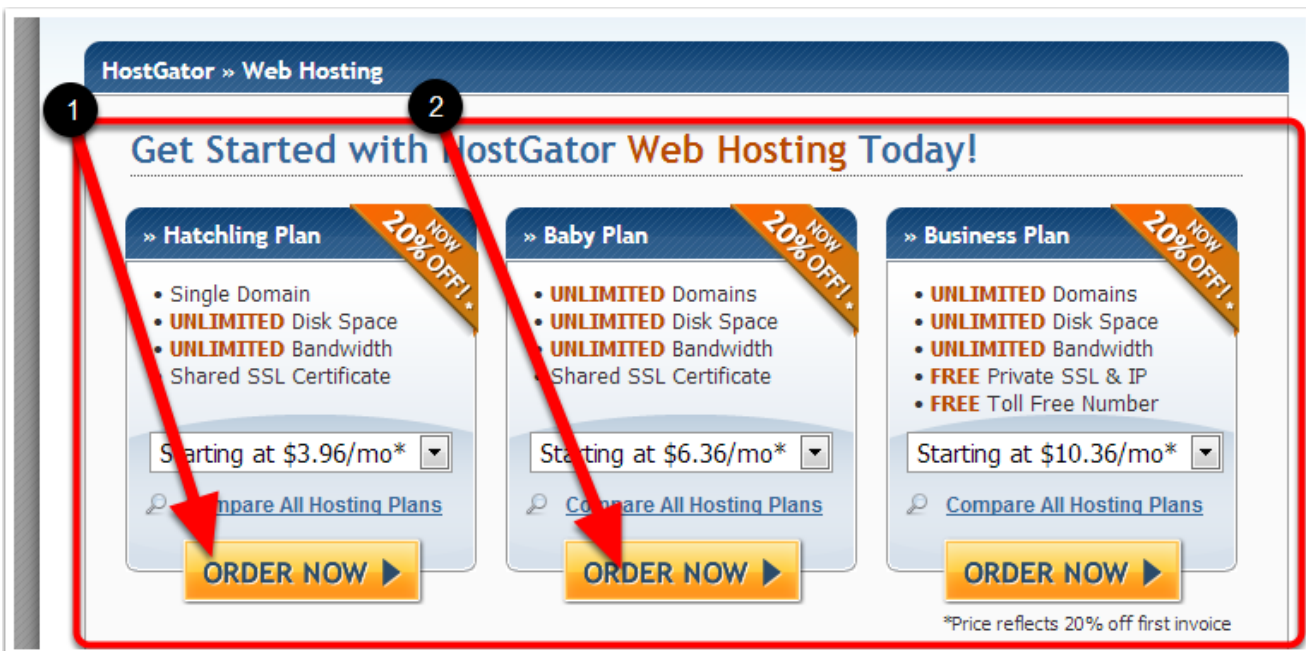 HostGator » Web Hosting
1
2
Get Started with HostGator Web Hosting Today!
» Hatchling Plan
NOW 20% OFF! *
• Single Domain
• UNLIMITED Disk Space
• UNLIMITED Bandwidth
• Shared SSL Certificate
Starting at $3.96/mo*
Compare All Hosting Plans
ORDER NOW
» Baby Plan
NOW 20% OFF! *
• UNLIMITED Domains
• UNLIMITED Disk Space
• UNLIMITED Bandwidth
• Shared SSL Certificate
Starting at $6.36/mo*
Compare All Hosting Plans
ORDER NOW
» Business Plan
NOW 20% OFF! *
• UNLIMITED Domains
• UNLIMITED Disk Space
• UNLIMITED Bandwidth
• FREE Private SSL & IP
• FREE Toll Free Number
Starting at $10.36/mo*
Compare All Hosting Plans
ORDER NOW
*Price reflects 20% off first invoice